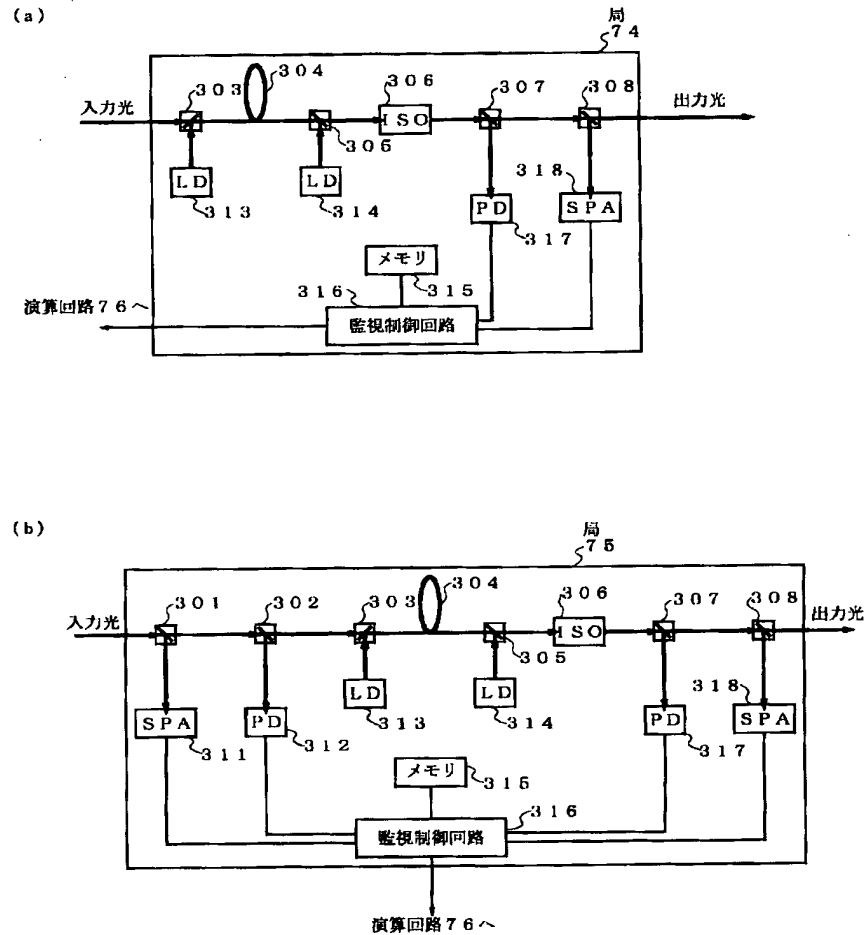 (a)
局
74
303
304
306
307
308
入力光
出力光
ISO
305
318
LD
LD
PD
SPA
313
314
317
メモリ
316
315
演算回路76へ
監視制御回路
(b)
局
75
301
302
303
304
306
307
308
入力光
出力光
ISO
305
318
SPA
PD
LD
LD
PD
SPA
311
312
313
314
317
メモリ
315
316
監視制御回路
演算回路76へ